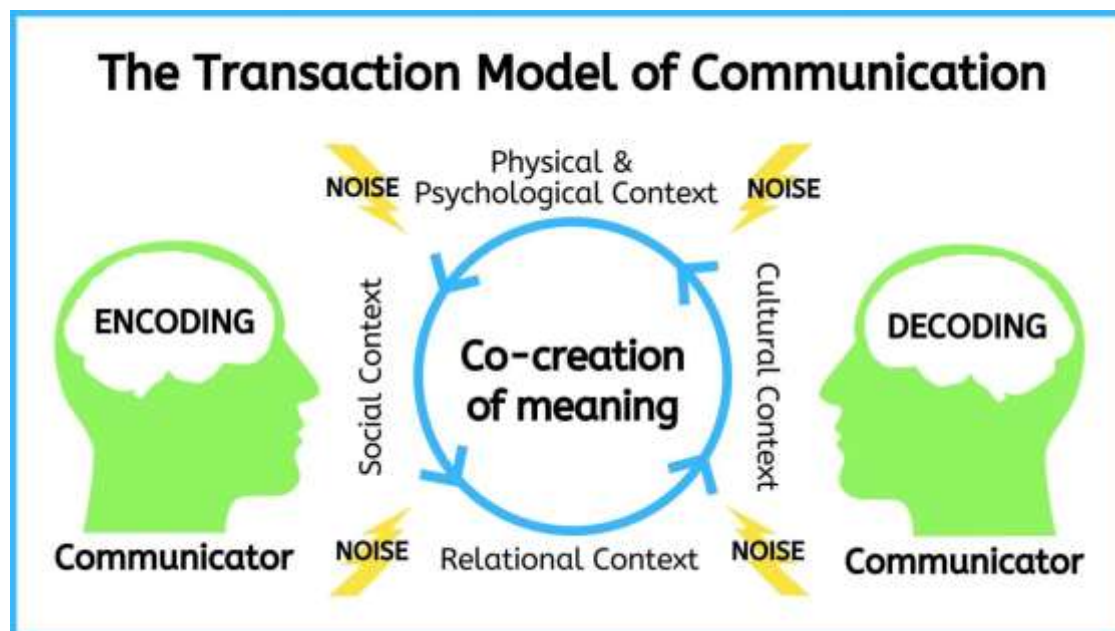 The Transaction Model of Communication
NOISE
Physical &
Psychological Context
NOISE
ENCODING
Social Context
Co-creation
of meaning
Cultural Context
DECODING
Communicator
NOISE
Relational Context
NOISE
Communicator